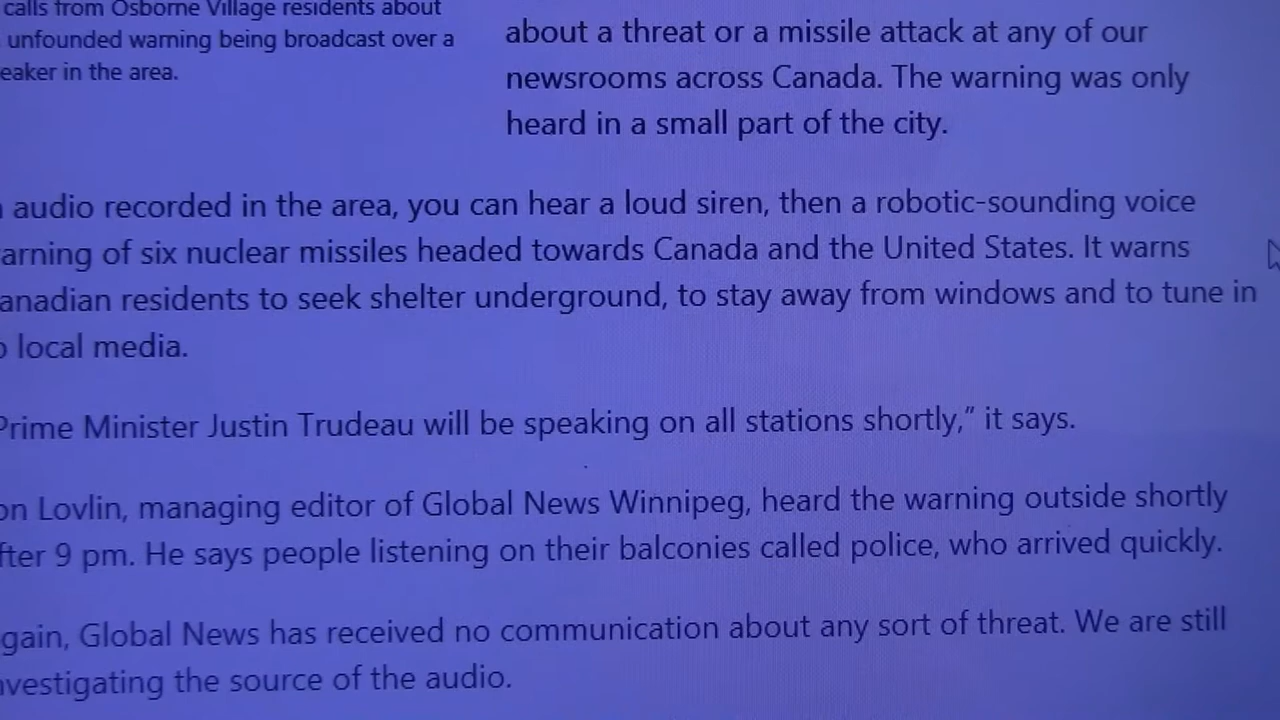 calls from Osborne Village residents about
unfounded warning being broadcast over a
eaker in the area.
about a threat or a missile attack at any of our
newsrooms across Canada. The warning was only
heard in a small part of the city.
audio recorded in the area, you can hear a loud siren, then a robotic-sounding voice
arning of six nuclear missiles headed towards Canada and the United States. It warns
anadian residents to seek shelter underground, to stay away from windows and to tune in
o local media.
Prime Minister Justin Trudeau will be speaking on all stations shortly,” it says.
on Lovlin, managing editor of Global News Winnipeg, heard the warning outside shortly
fter 9 pm. He says people listening on their balconies called police, who arrived quickly.
gain, Global News has received no communication about any sort of threat. We are still
nvestigating the source of the audio.